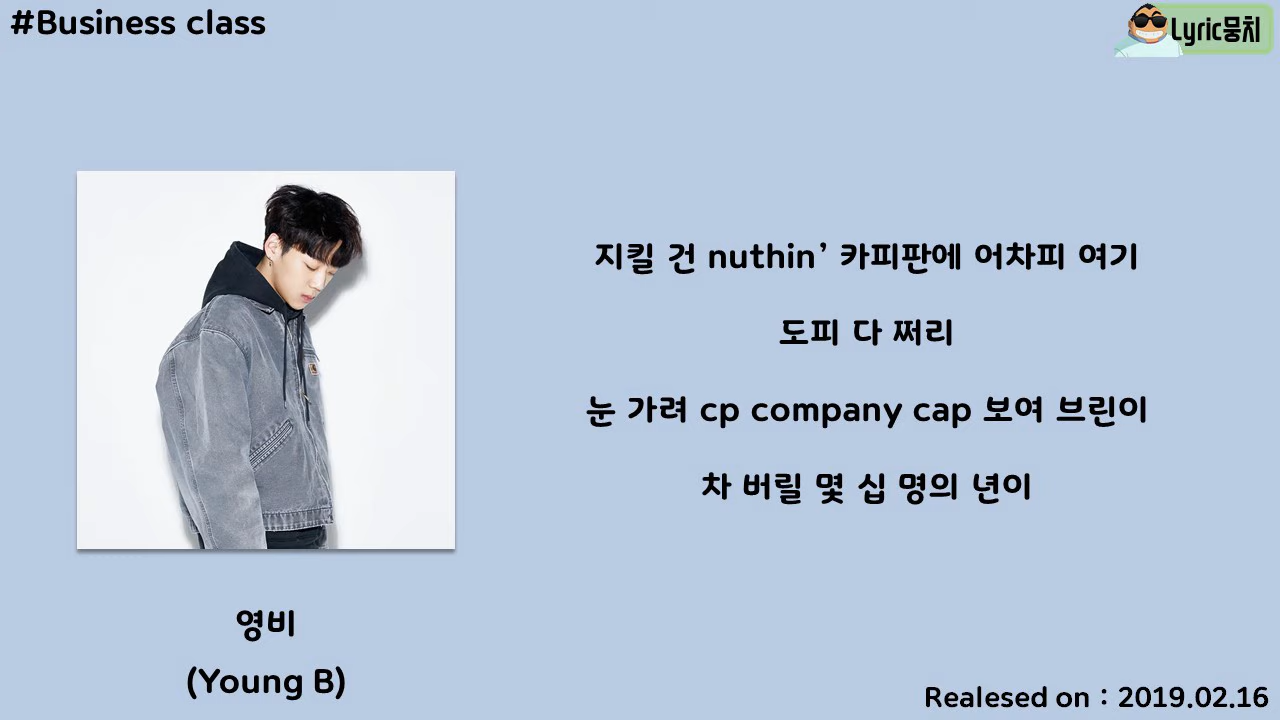 #Business class
Lyric뭉치
지킬 건 nuthin’ 카피판에 어차피 여기
도피 다 쩌리
눈 가려 cp company cap 보여 브린이
차 버릴 몇 십 명의 년이
영비
(Young B)
Realesed on : 2019.02.16